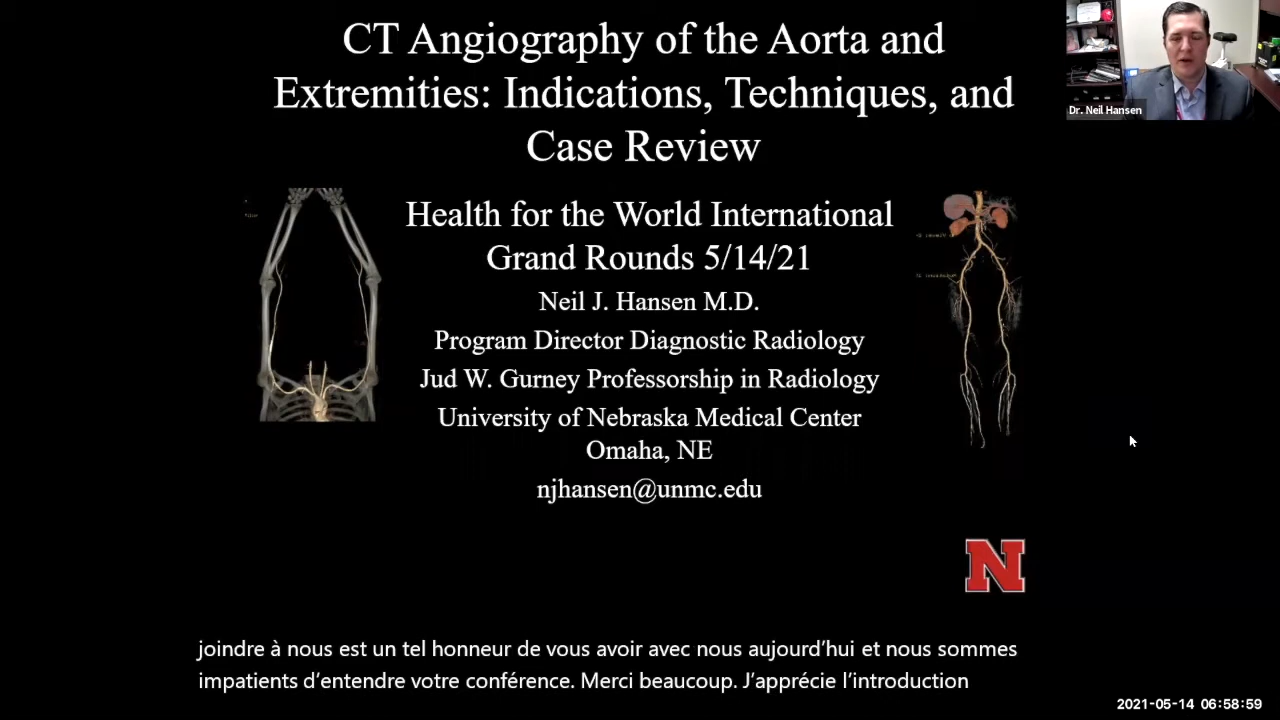 CT Angiography of the Aorta and
Extremities: Indications, Techniques, and
Case Review
Dr. Neil Hansen
Health for the World International
Grand Rounds 5/14/21
Neil J. Hansen M.D.
Program Director Diagnostic Radiology
Jud W. Gurney Professorship in Radiology
University of Nebraska Medical Center
Omaha, NE
njhansen@unmc.edu
N
joindre à nous est un tel honneur de vous avoir avec nous aujourd’hui et nous sommes
impatients d’entendre votre conférence. Merci beaucoup. J’apprécie l’introduction
2021-05-14 06:58:59